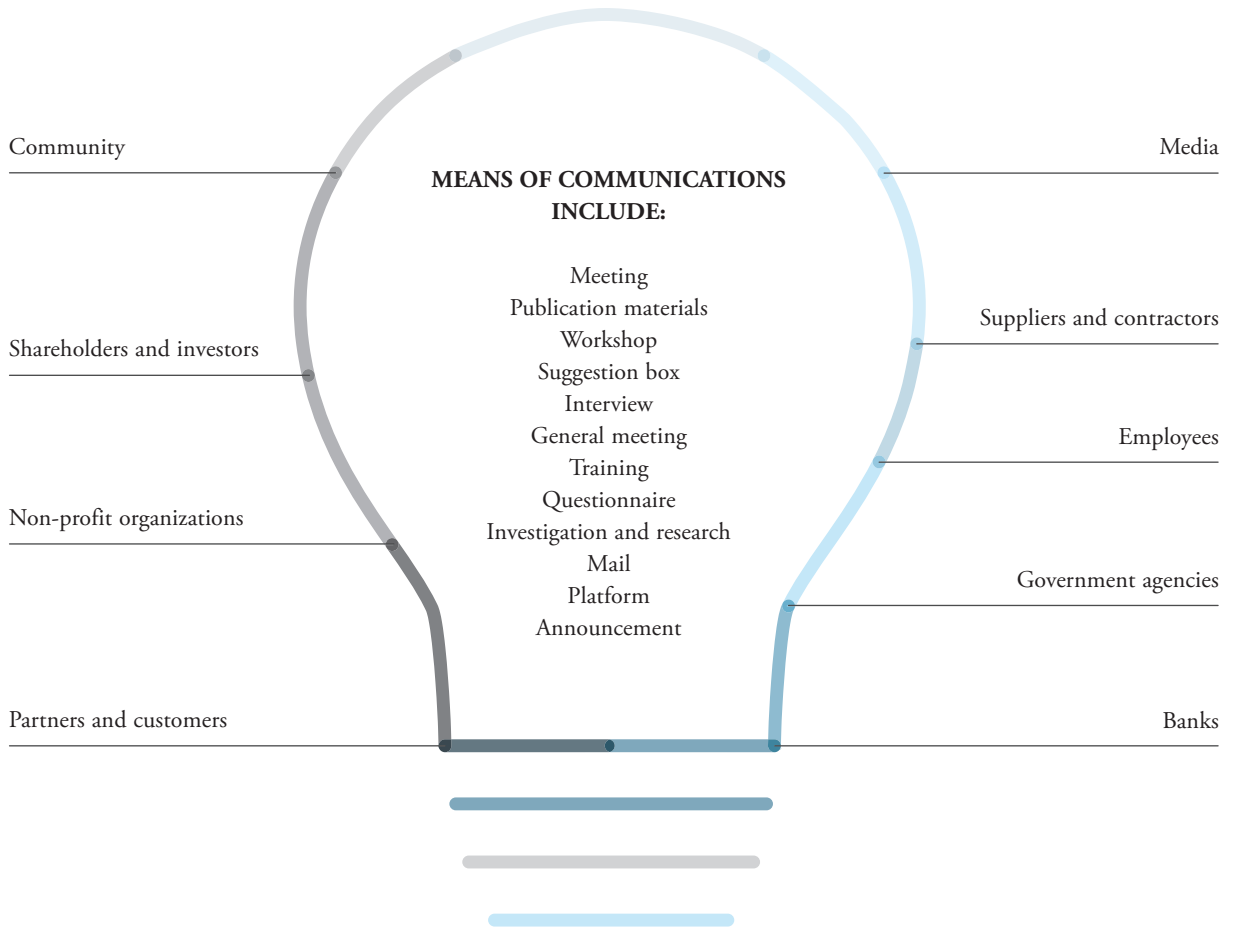 Community
Shareholders and investors
Non-profit organizations
Partners and customers
MEANS OF COMMUNICATIONS
INCLUDE:
Meeting
Publication materials
Workshop
Suggestion box
Interview
General meeting
Training
Questionnaire
Investigation and research
Mail
Platform
Announcement
Media
Suppliers and contractors
Employees
Government agencies
Banks